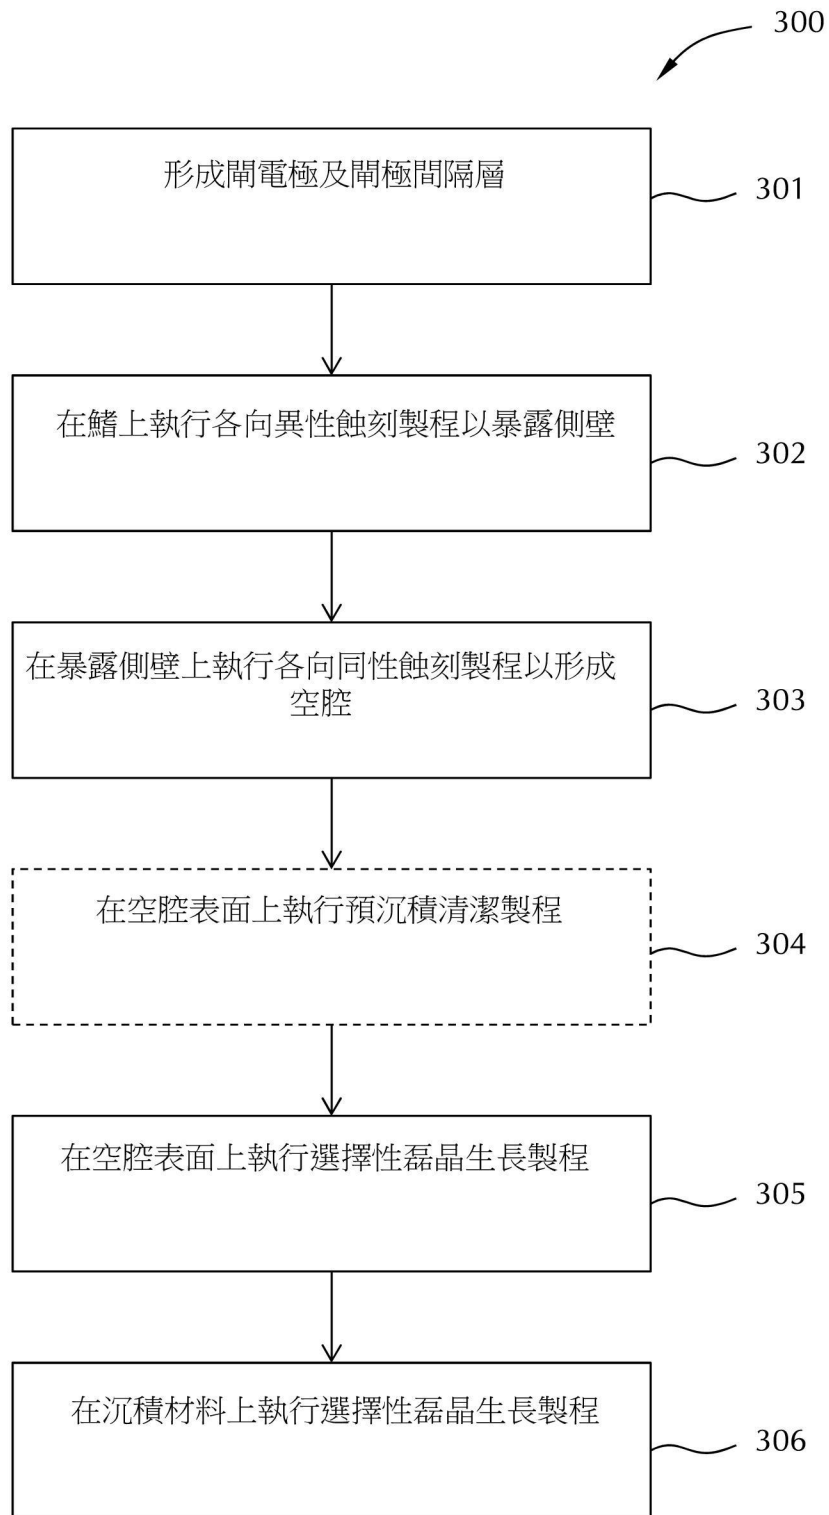 300
形成閘電極及閘極間隔層
301
在鰭上執行各向異性蝕刻製程以暴露側壁
302
在暴露側壁上執行各向同性蝕刻製程以形成
空腔
303
在空腔表面上執行預沉積清潔製程
304
在空腔表面上執行選擇性磊晶生長製程
305
在沉積材料上執行選擇性磊晶生長製程
306